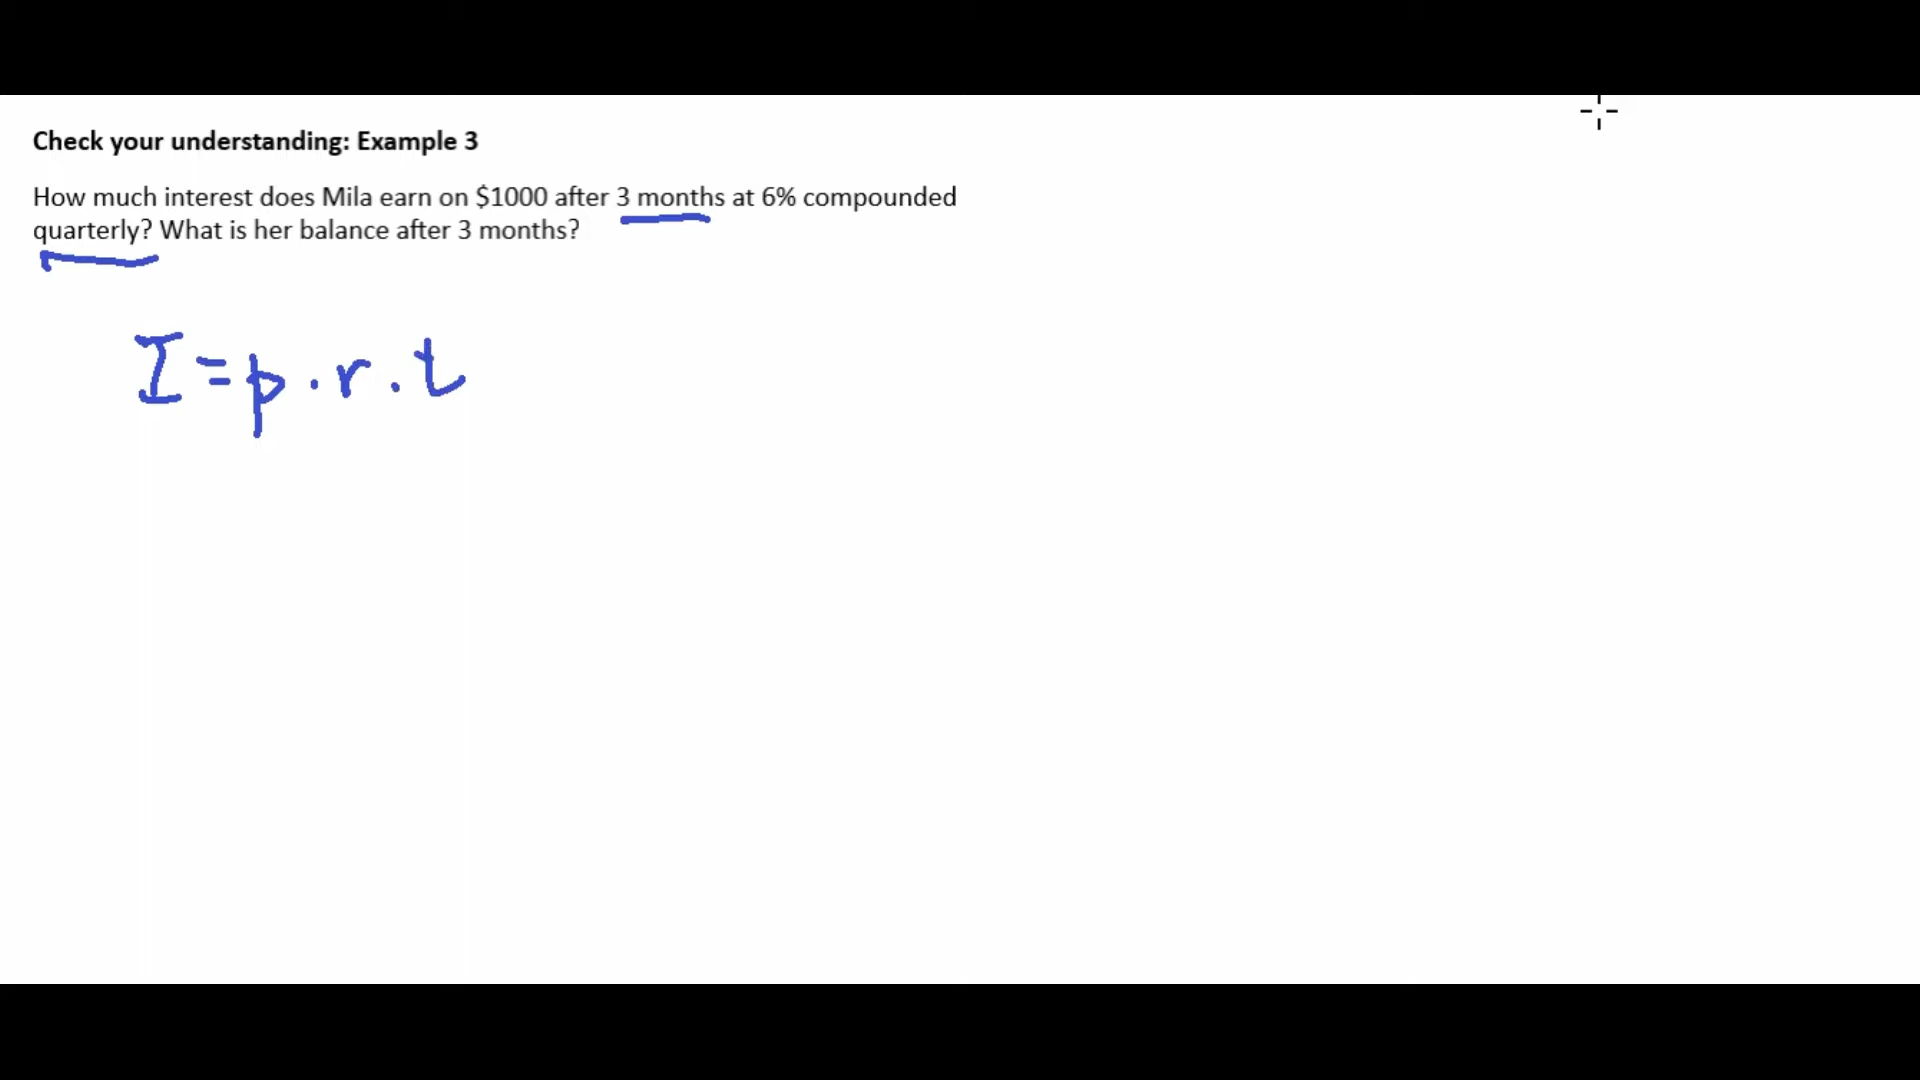 Check your understanding: Example 3
How much interest does Mila earn on $1000 after 3 months at 6% compounded
quarterly? What is her balance after 3 months?
I = p · r · t